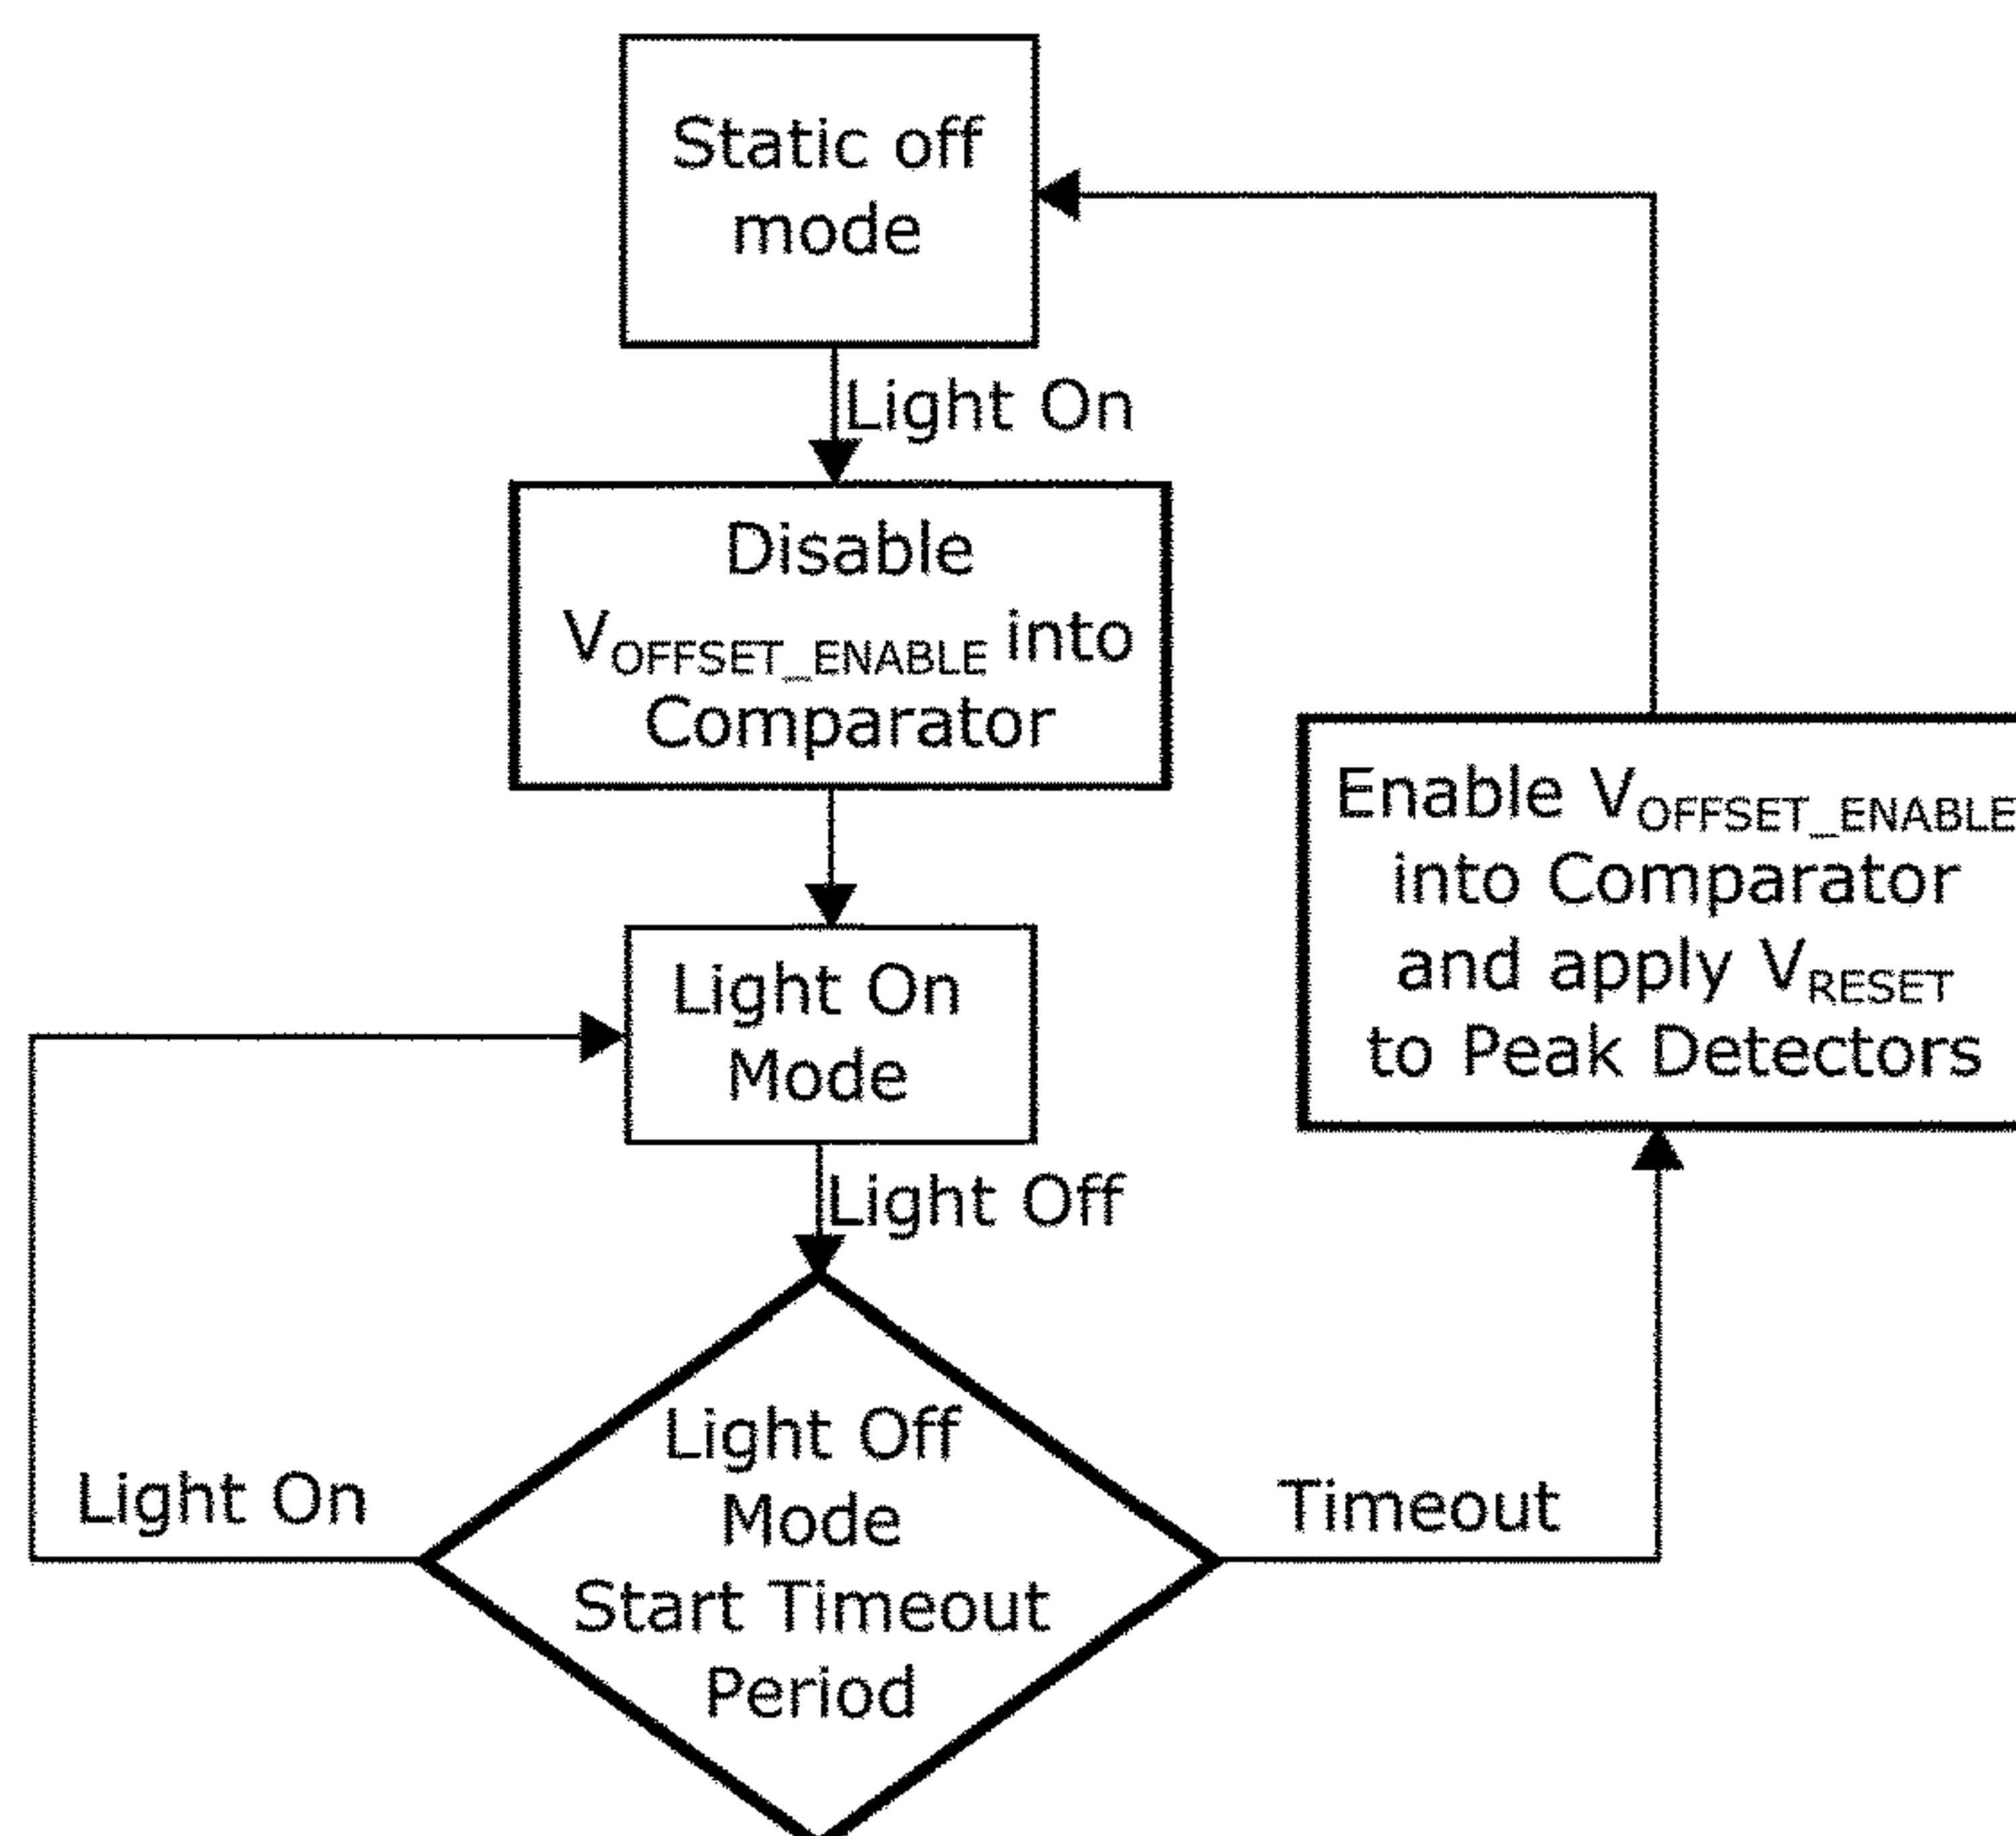 Static off
mode
Light On
Disable
VOFFSET_ENABLE into
Comparator
Light On
Mode
Light Off
Light Off
Mode
Start Timeout
Period
Light On
Timeout
Enable VOFFSET_ENABLE
into Comparator
and apply VRESET
to Peak Detectors